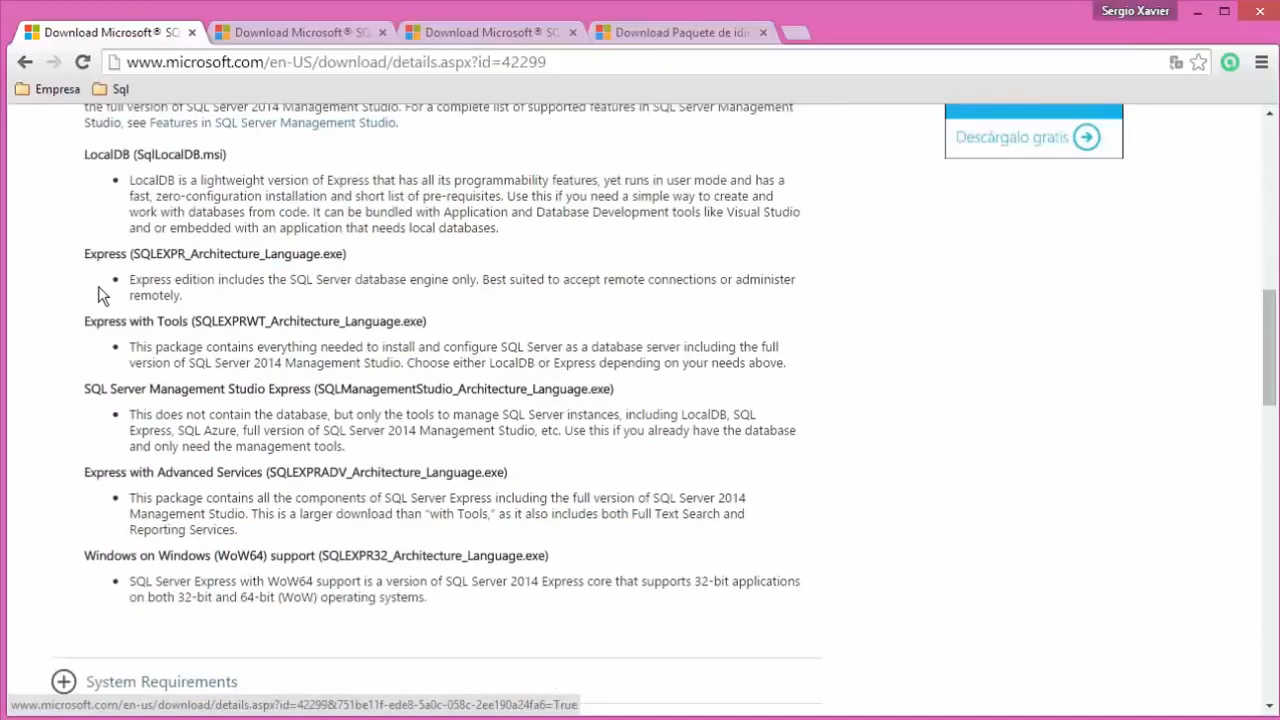 Sergio Xavier
Download Microsoft® SQ
Download Microsoft® SQ
Download Microsoft® SQ
Download Paquete de idi
www.microsoft.com/en-US/download/details.aspx?id=42299
Empresa
Sql
the full version of SQL Server 2014 Management Studio. For a complete list of supported features in SQL Server Management
Studio, see Features in SQL Server Management Studio.
Descárgalo gratis
LocalDB (SqlLocalDB.msi)
• LocalDB is a lightweight version of Express that has all its programmability features, yet runs in user mode and has a
fast, zero-configuration installation and short list of pre-requisites. Use this if you need a simple way to create and
work with databases from code. It can be bundled with Application and Database Development tools like Visual Studio
and or embedded with an application that needs local databases.
Express (SQLEXPR_Architecture_Language.exe)
• Express edition includes the SQL Server database engine only. Best suited to accept remote connections or administer
remotely.
Express with Tools (SQLEXPRWT_Architecture_Language.exe)
• This package contains everything needed to install and configure SQL Server as a database server including the full
version of SQL Server 2014 Management Studio. Choose either LocalDB or Express depending on your needs above.
SQL Server Management Studio Express (SQLManagementStudio_Architecture_Language.exe)
• This does not contain the database, but only the tools to manage SQL Server instances, including LocalDB, SQL
Express, SQL Azure, full version of SQL Server 2014 Management Studio, etc. Use this if you already have the database
and only need the management tools.
Express with Advanced Services (SQLEXPRADV_Architecture_Language.exe)
• This package contains all the components of SQL Server Express including the full version of SQL Server 2014
Management Studio. This is a larger download than “with Tools,” as it also includes both Full Text Search and
Reporting Services.
Windows on Windows (WoW64) support (SQLEXPR32_Architecture_Language.exe)
• SQL Server Express with WoW64 support is a version of SQL Server 2014 Express core that supports 32-bit applications
on both 32-bit and 64-bit (WoW) operating systems.
System Requirements
www.microsoft.com/en-us/download/details.aspx?id=42299&751be11f-ede8-5a0c-058c-2ee190a24fa6=True